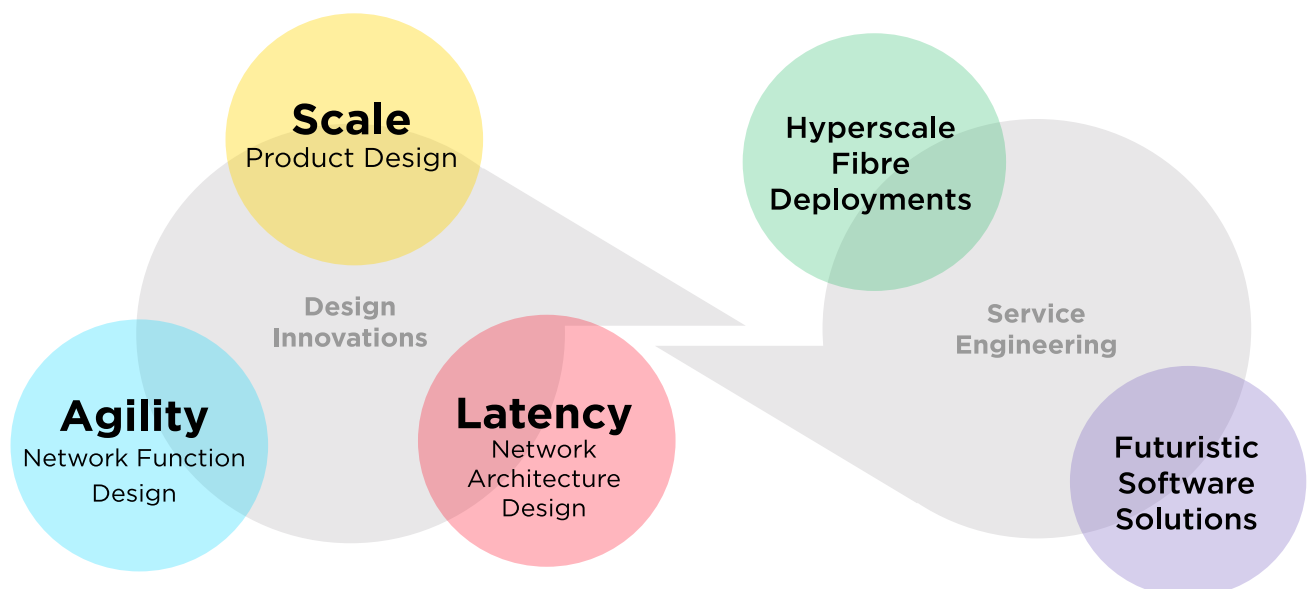 Scale
Product Design
Design
Innovations
Agility
Network Function
Design
Latency
Network
Architecture
Design
Hyperscale
Fibre
Deployments
Service
Engineering
Futuristic
Software
Solutions